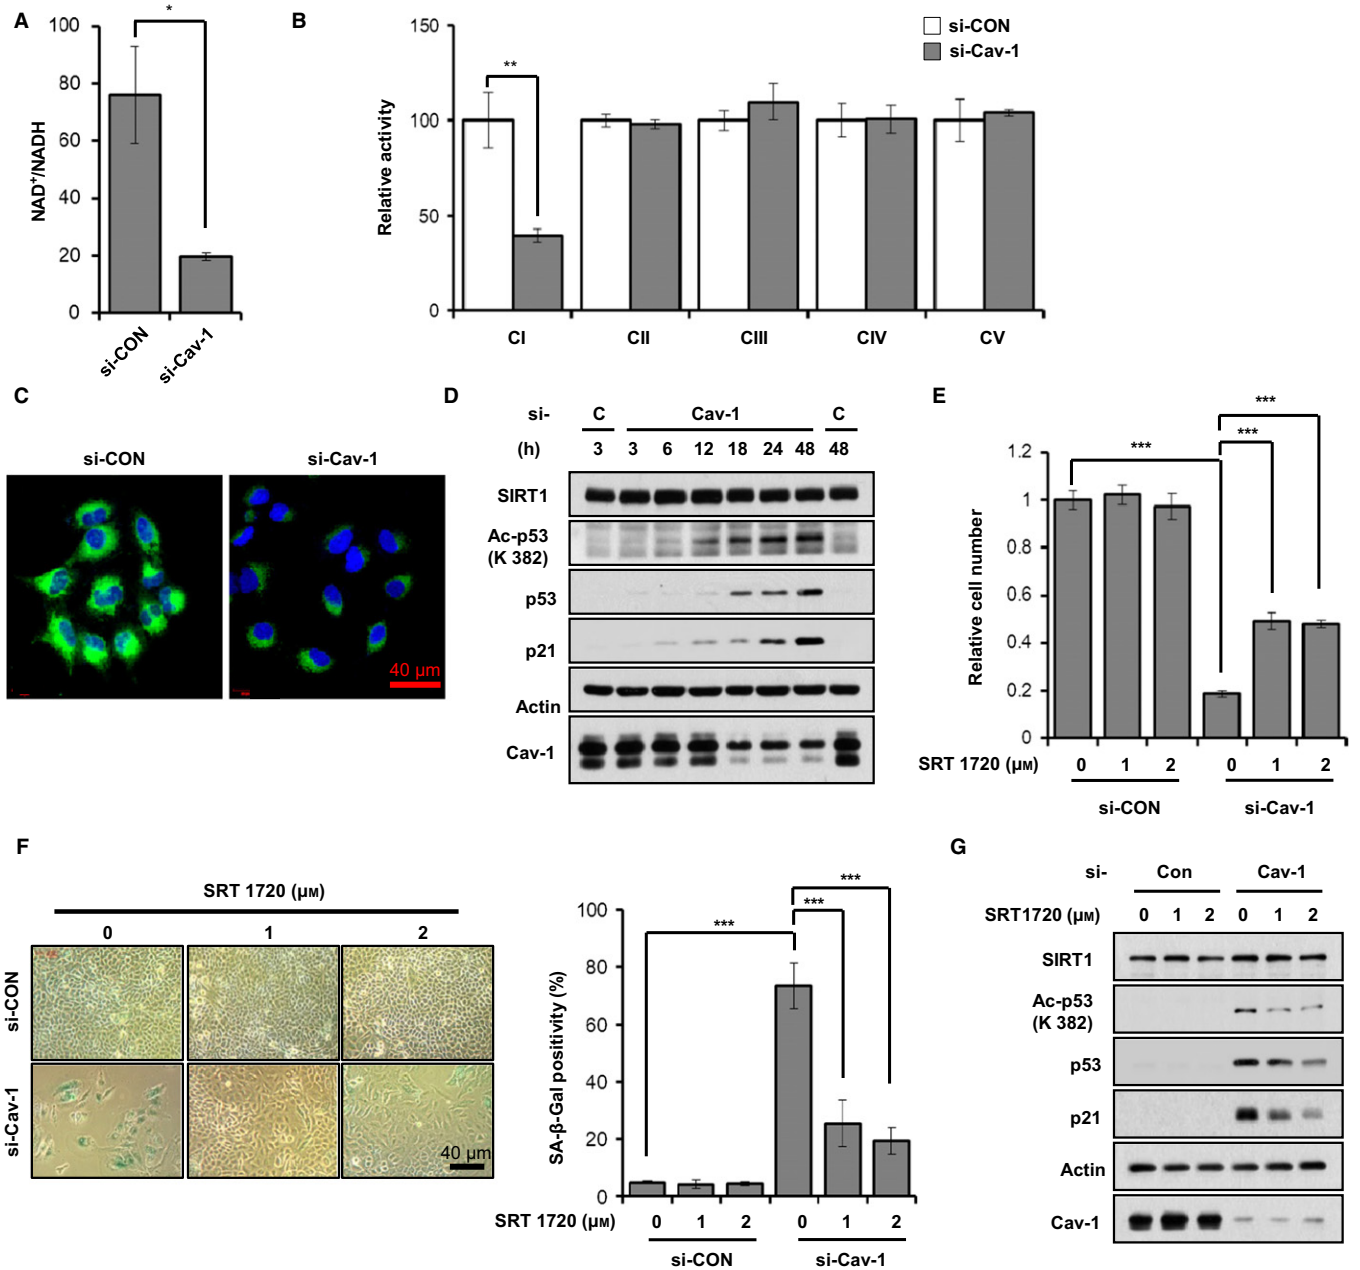 A
100
80
60
40
20
0
NAD⁺/NADH
*
si-CON
si-Cav-1
B
150
100
50
0
Relative activity
**
si-CON
si-Cav-1
CI CII CIII CIV CV
C
si-CON si-Cav-1
40 μm
D
si- C Cav-1 C
(h) 3 3 6 12 18 24 48 48
SIRT1
Ac-p53
(K 382)
p53
p21
Actin
Cav-1
E
*** *** ***
1.2
1
0.8
0.6
0.4
0.2
0
Relative cell number
SRT 1720 (μM) 0 1 2 0 1 2
si-CON si-Cav-1
F
SRT 1720 (μM)
0 1 2
si-CON
si-Cav-1
40 μm
*** *** ***
100
80
60
40
20
0
SA-β-Gal positivity (%)
SRT 1720 (μM) 0 1 2 0 1 2
si-CON si-Cav-1
G
si- Con Cav-1
SRT1720 (μM) 0 1 2 0 1 2
SIRT1
Ac-p53
(K 382)
p53
p21
Actin
Cav-1